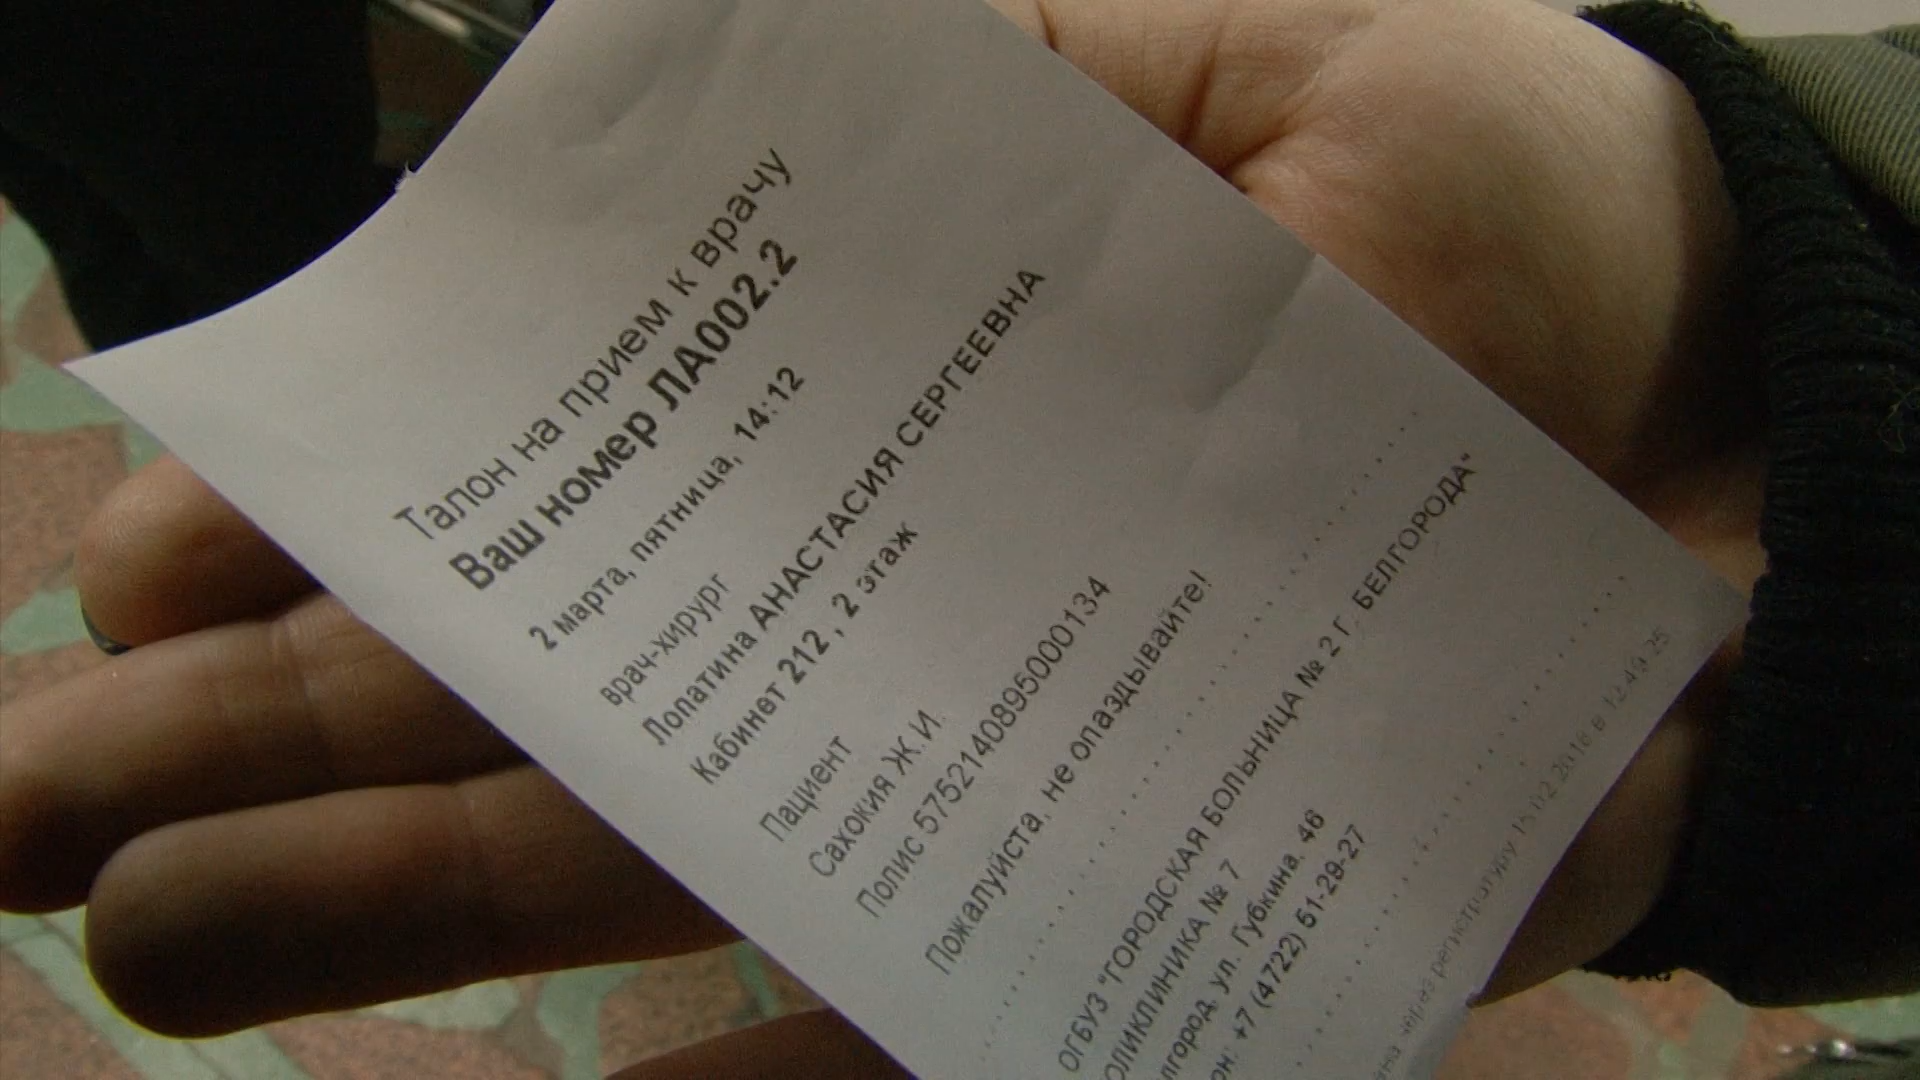 Талон на прием к врачу
Ваш номер ЛА002.2
2 марта, пятница, 14:12
врач-хирург
Лопатина АНАСТАСИЯ СЕРГЕЕВНА
Кабинет 212 , 2 этаж
Пациент
Сахокия Ж.И.
Полис 5752140895000134
Пожалуйста, не опаздывайте!
ОГБУЗ "ГОРОДСКАЯ БОЛЬНИЦА № 2 Г. БЕЛГОРОДА"
ОЛИКЛИНИКА № 7
лгород, ул. Губкина, 46
он: +7 (4722) 51-29-27
через регистратуру